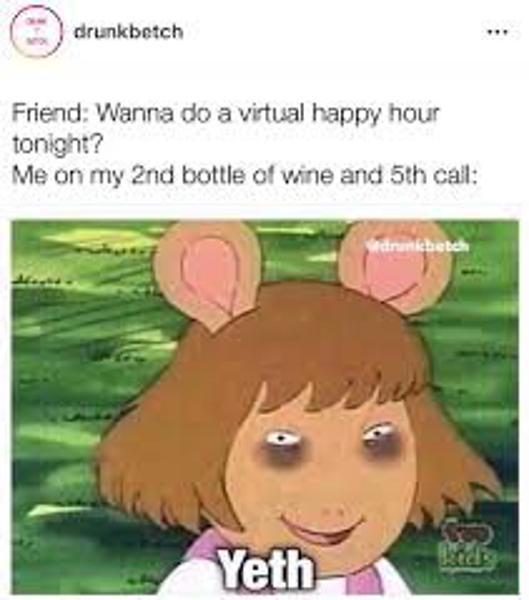 drunkbetch
Friend: Wanna do a virtual happy hour
tonight?
Me on my 2nd bottle of wine and 5th call:
@drunkbetch
Yeth